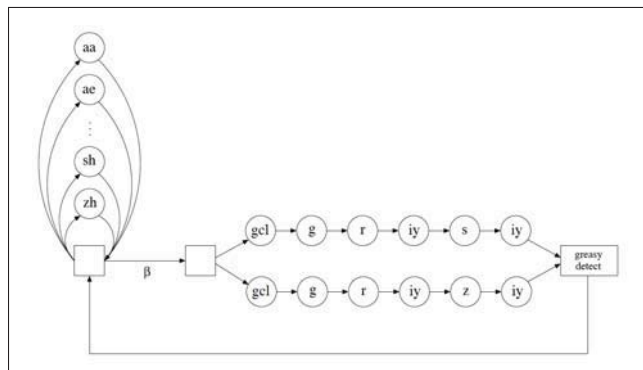 aa
ae
sh
zh
β
gcl g r iy s iy
gcl g r iy z iy
greasy
detect